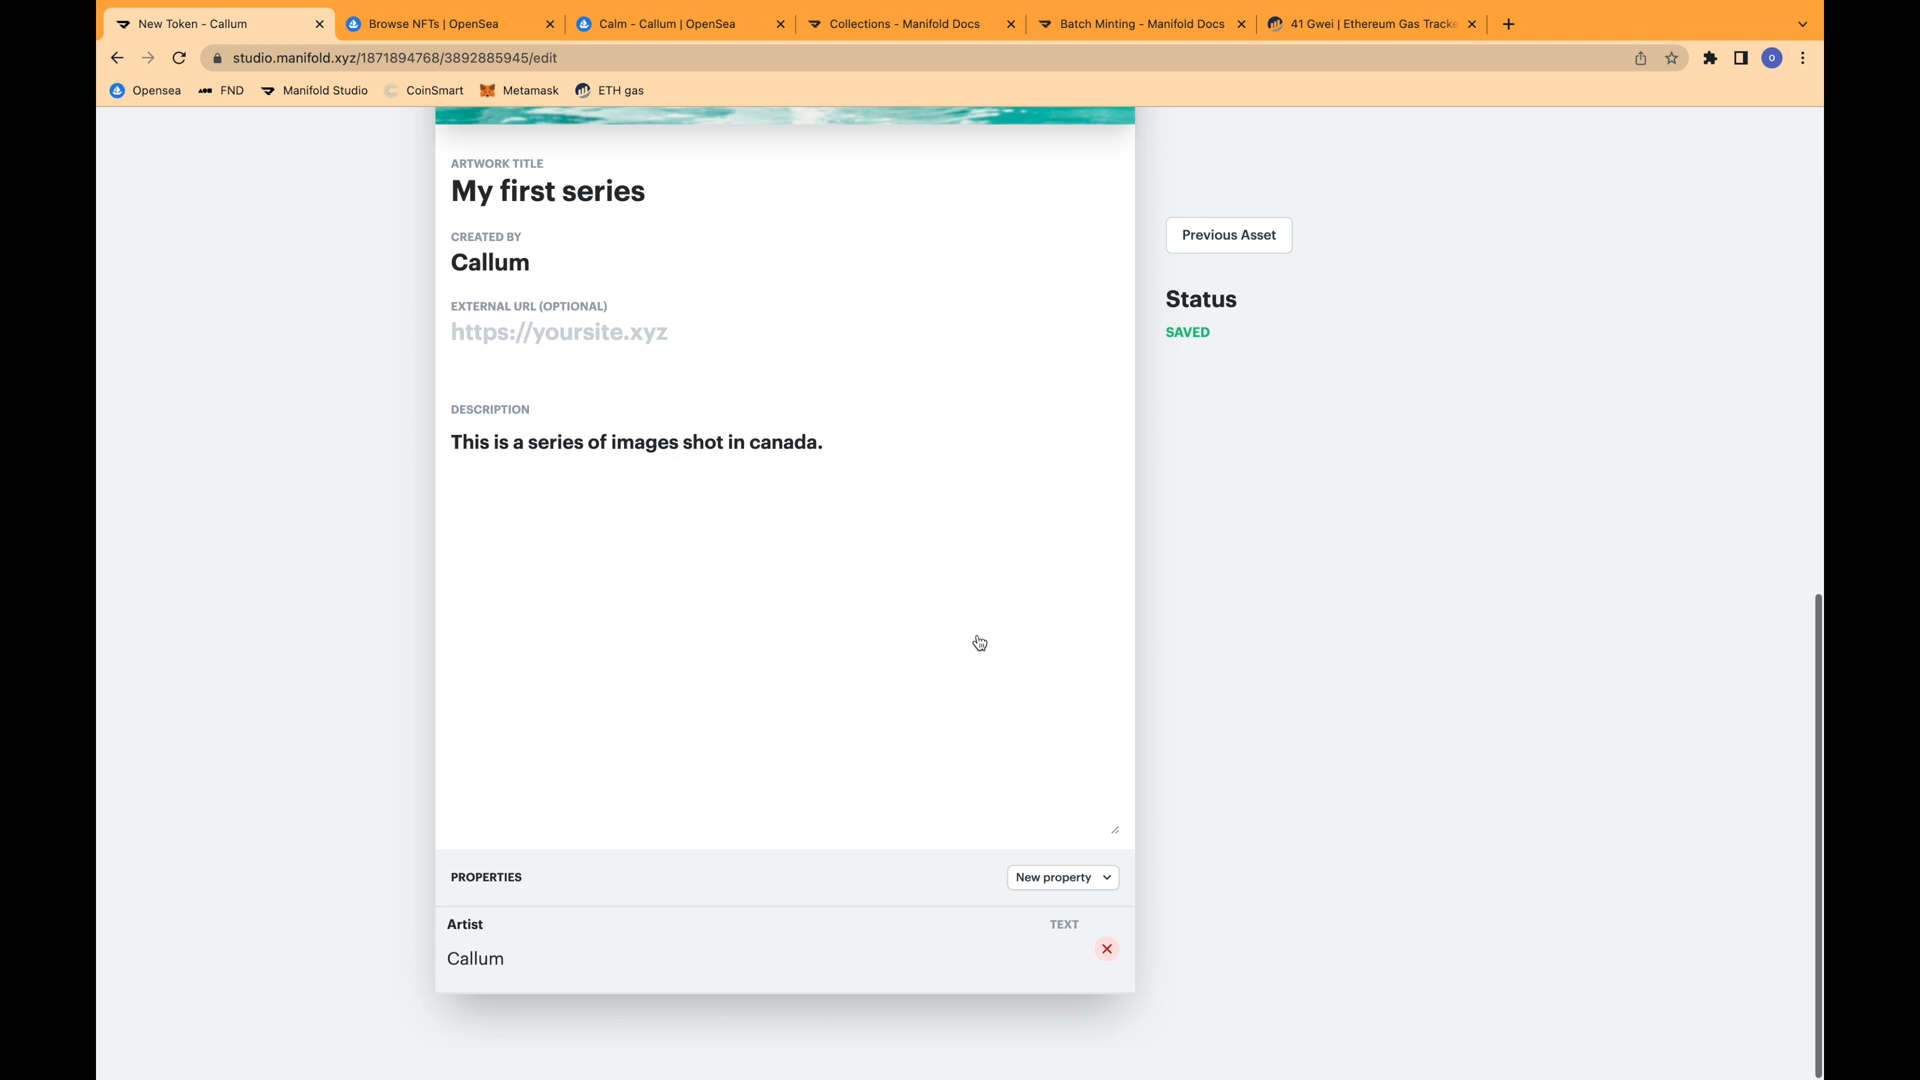 New Token - Callum
Browse NFTs | OpenSea
Calm - Callum | OpenSea
Collections - Manifold Docs
Batch Minting - Manifold Docs
41 Gwei | Ethereum Gas Tracke
studio.manifold.xyz/1871894768/3892885945/edit
O
Opensea
FND
Manifold Studio
CoinSmart
Metamask
ETH gas
ARTWORK TITLE
My first series
CREATED BY
Callum
EXTERNAL URL (OPTIONAL)
https://yoursite.xyz
DESCRIPTION
This is a series of images shot in canada.
Previous Asset
Status
SAVED
PROPERTIES
New property
Artist
TEXT
Callum